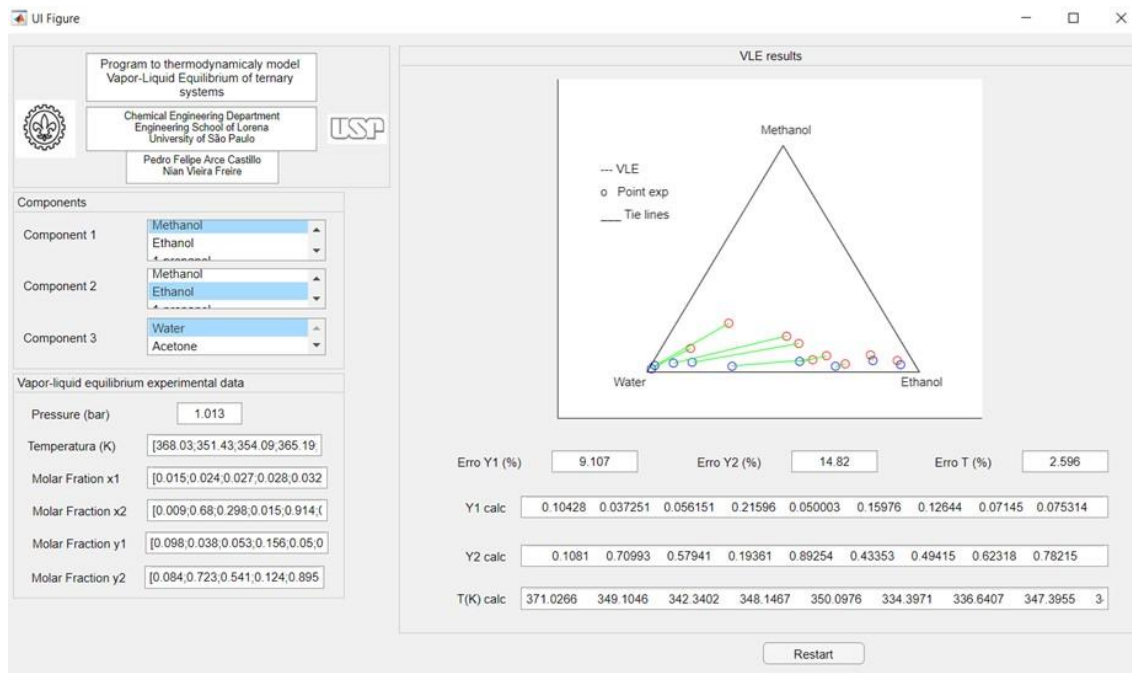 UI Figure
Program to thermodynamicaly model
Vapor-Liquid Equilibrium of ternary
systems
Chemical Engineering Department
Engineering School of Lorena
University of São Paulo
USP
Pedro Felipe Arce Castillo
Nian Vieira Freire
Components
Component 1
Methanol
Ethanol
1-propanol
Component 2
Methanol
Ethanol
1-propanol
Component 3
Water
Acetone
Vapor-liquid equilibrium experimental data
Pressure (bar) 1.013
Temperatura (K) [368.03;351.43;354.09;365.19;
Molar Fration x1 [0.015;0.024;0.027;0.028;0.032
Molar Fraction x2 [0.009;0.68;0.298;0.015;0.914;(
Molar Fraction y1 [0.098;0.038;0.053;0.156;0.05;0
Molar Fraction y2 [0.084;0.723;0.541;0.124;0.895
VLE results
Methanol
--- VLE
o Point exp
___ Tie lines
Water
Ethanol
Erro Y1 (%) 9.107 Erro Y2 (%) 14.82 Erro T (%) 2.596
Y1 calc 0.10428 0.037251 0.056151 0.21596 0.050003 0.15976 0.12644 0.07145 0.075314
Y2 calc 0.1081 0.70993 0.57941 0.19361 0.89254 0.43353 0.49415 0.62318 0.78215
T(K) calc 371.0266 349.1046 342.3402 348.1467 350.0976 334.3971 336.6407 347.3955 3
Restart